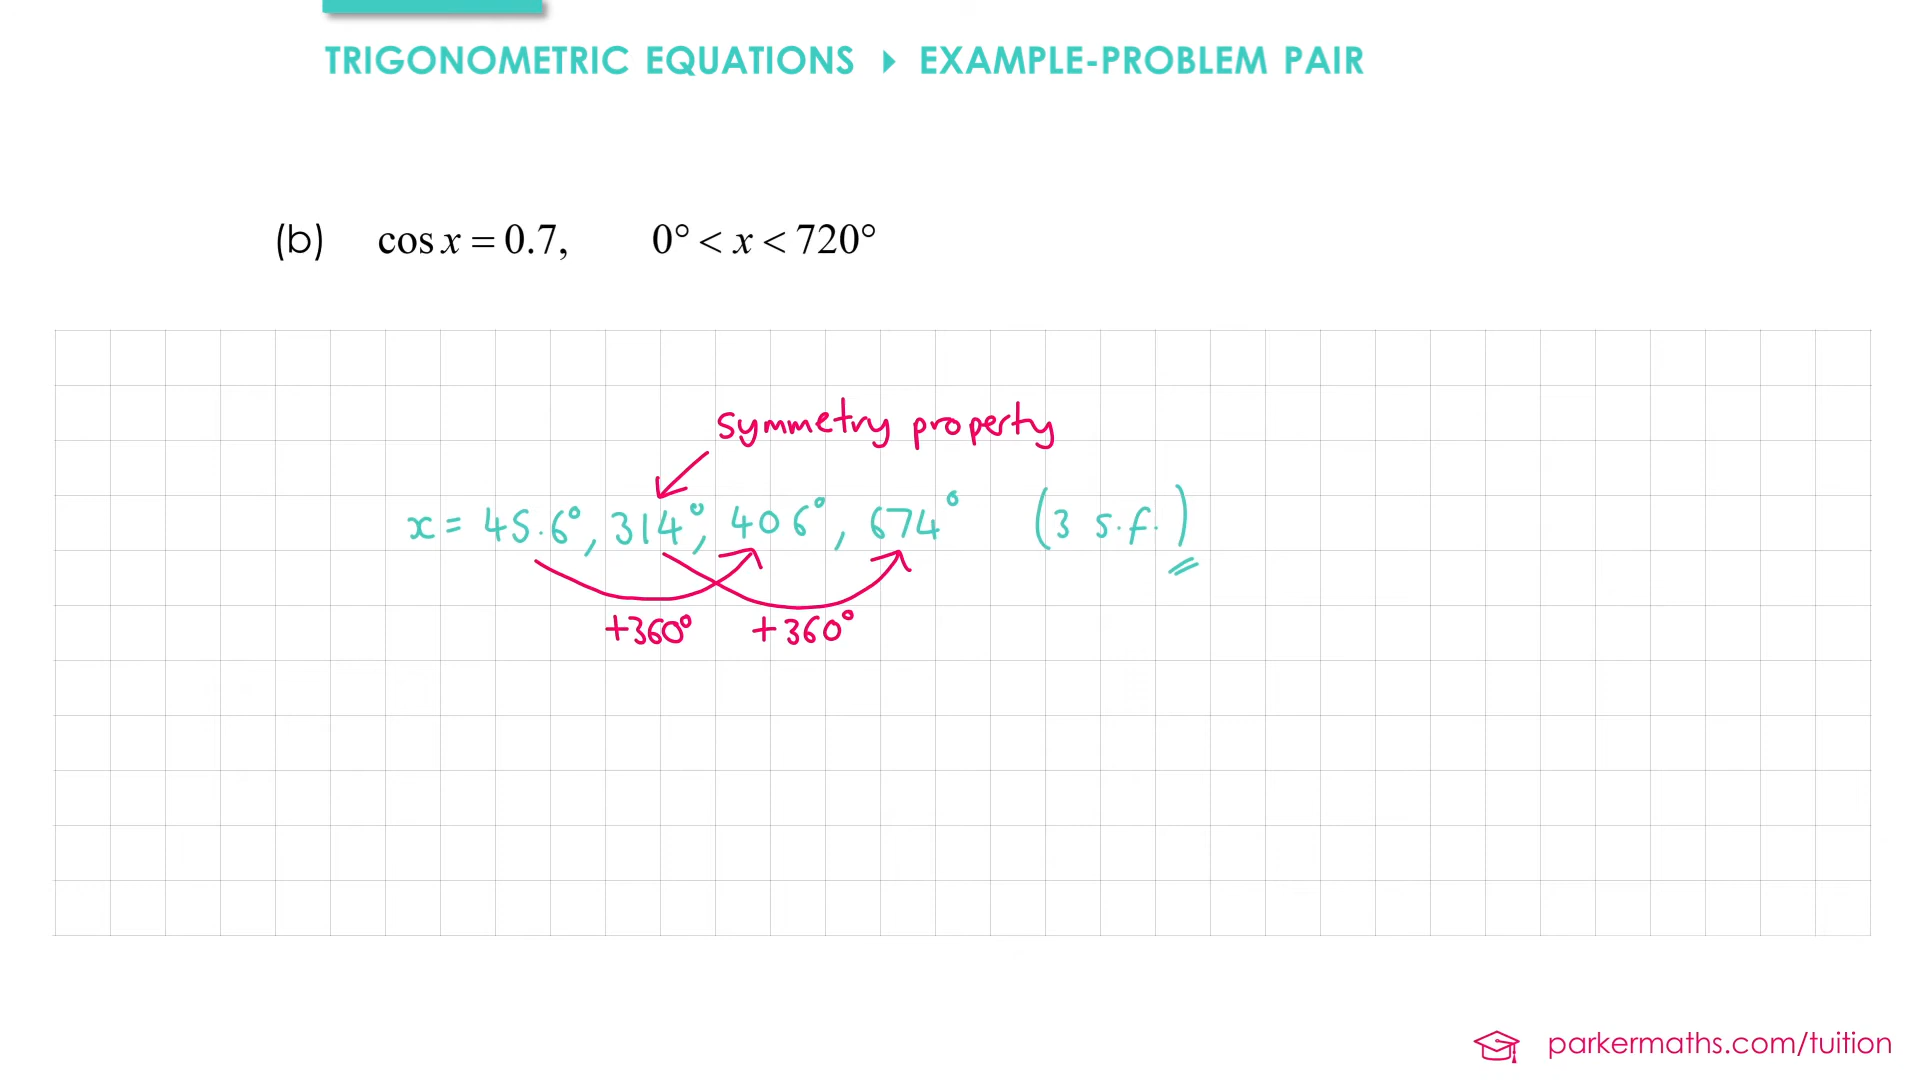 TRIGONOMETRIC EQUATIONS ▸ EXAMPLE-PROBLEM PAIR
(b) cos x = 0.7, 0° < x < 720°
symmetry property
x = 45.6°, 314°, 406°, 674° (3 s.f.)
+360° +360°
parkermaths.com/tuition